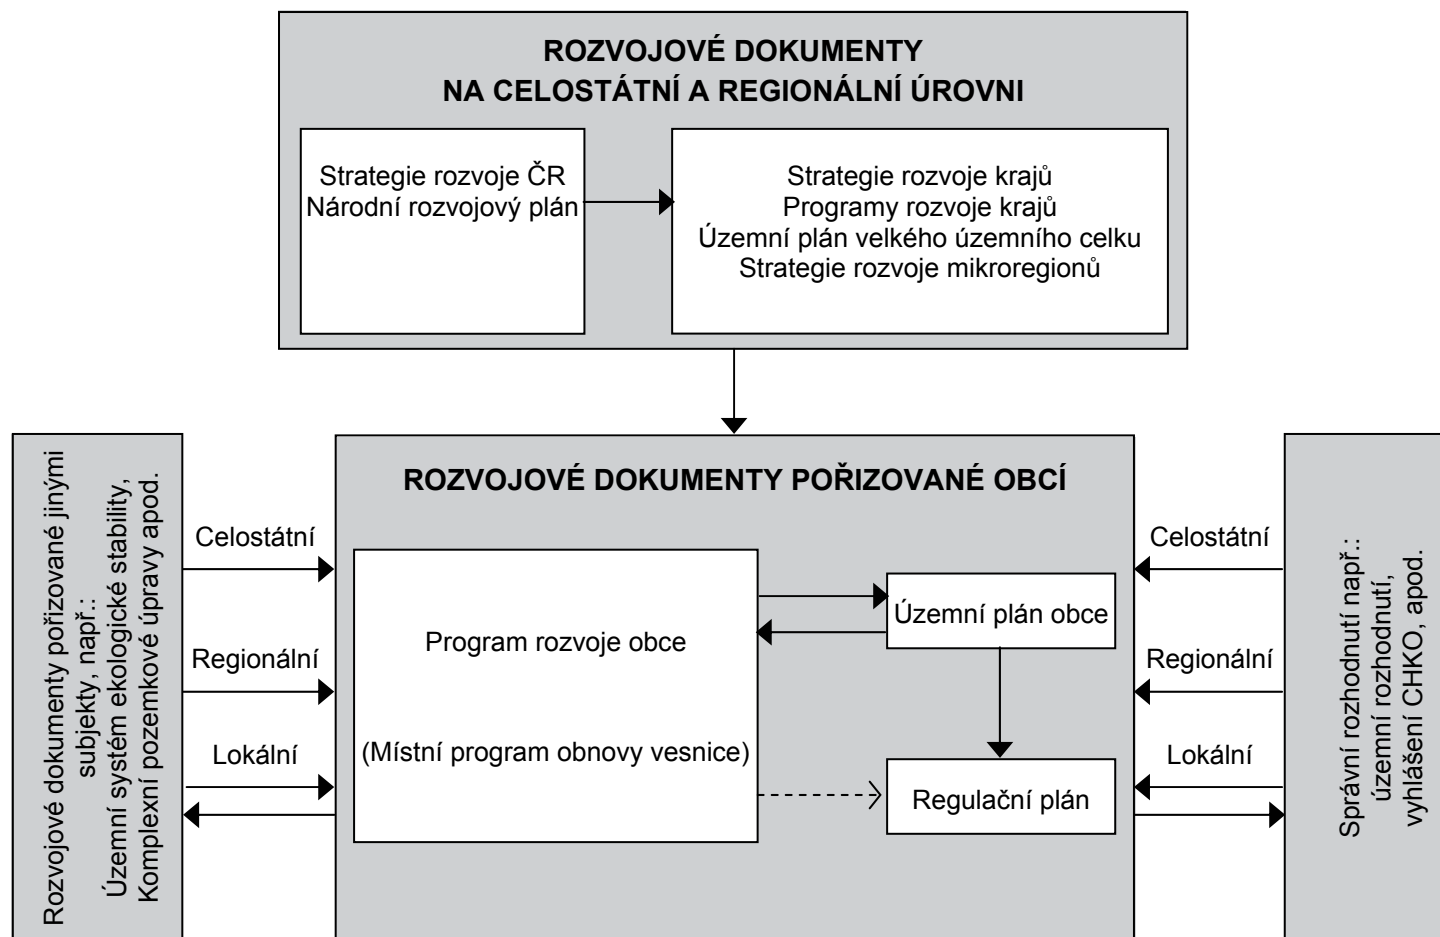 ROZVOJOVÉ DOKUMENTY
NA CELOSTÁTNÍ A REGIONÁLNÍ ÚROVNI
Strategie rozvoje ČR
Národní rozvojový plán
Strategie rozvoje krajů
Programy rozvoje krajů
Územní plán velkého územního celku
Strategie rozvoje mikroregionů
Rozvojové dokumenty pořizované jinými
subjekty, např.:
Územní systém ekologické stability,
Komplexní pozemkové úpravy apod.
Celostátní
Regionální
Lokální
ROZVOJOVÉ DOKUMENTY POŘIZOVANÉ OBCÍ
Program rozvoje obce
(Místní program obnovy vesnice)
Územní plán obce
Regulační plán
Celostátní
Regionální
Lokální
Správní rozhodnutí např.:
územní rozhodnutí,
vyhlášení CHKO, apod.